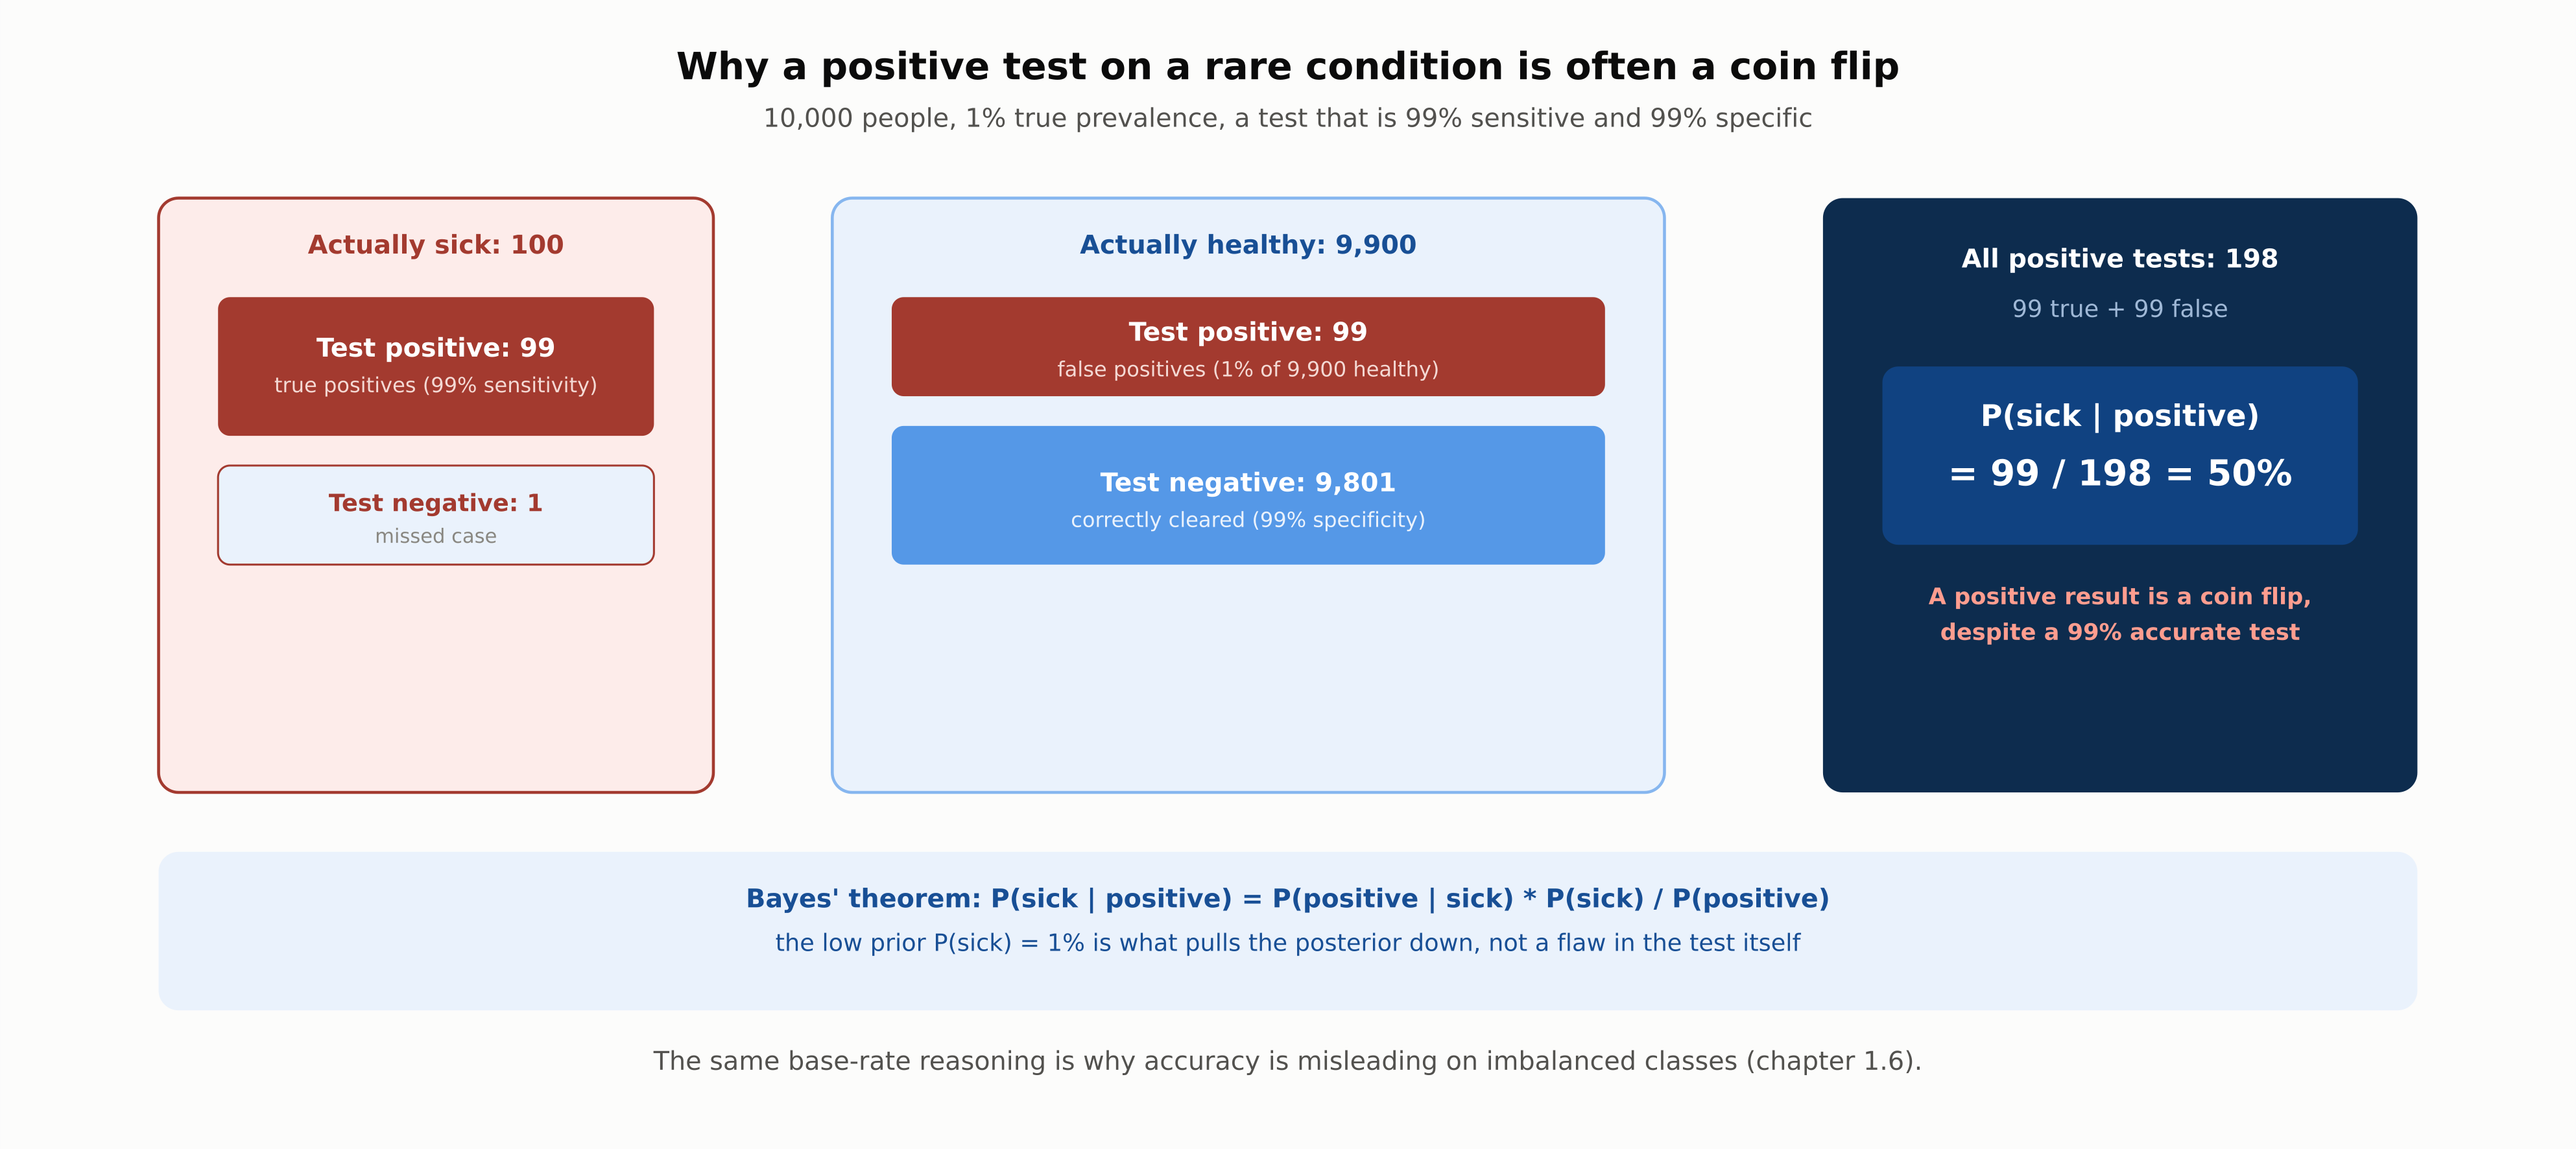 Why a positive test on a rare condition is often a coin flip
10,000 people, 1% true prevalence, a test that is 99% sensitive and 99% specific
Actually sick: 100
Test positive: 99
true positives (99% sensitivity)
Test negative: 1
missed case
Actually healthy: 9,900
Test positive: 99
false positives (1% of 9,900 healthy)
Test negative: 9,801
correctly cleared (99% specificity)
All positive tests: 198
99 true + 99 false
P(sick | positive)
= 99 / 198 = 50%
A positive result is a coin flip,
despite a 99% accurate test
Bayes' theorem: P(sick | positive) = P(positive | sick) * P(sick) / P(positive)
the low prior P(sick) = 1% is what pulls the posterior down, not a flaw in the test itself
The same base-rate reasoning is why accuracy is misleading on imbalanced classes (chapter 1.6).